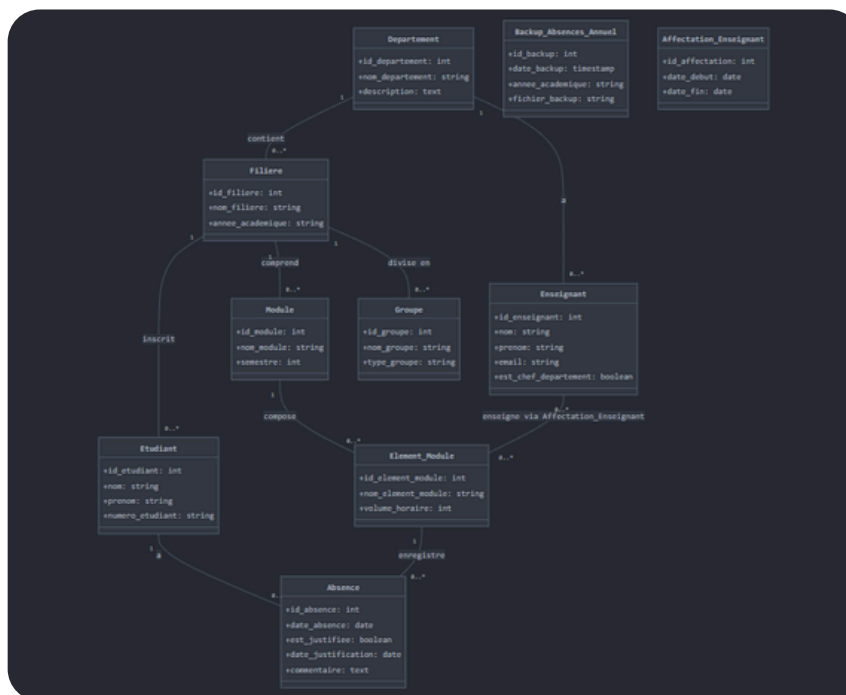 Departement
+id_departement: int
+nom_departement: string
+description: text
Backup_Absences_Annuel
+id_backup: int
+date_backup: timestamp
+annee_academique: string
+fichier_backup: string
Affectation_Enseignant
+id_affectation: int
+date_debut: date
+date_fin: date
1
1
contient
0..*
Filiere
+id_filiere: int
+nom_filiere: string
+annee_academique: string
a
1
1
1
comprend
divise en
0..*
0..*
0..*
Module
+id_module: int
+nom_module: string
+semestre: int
Groupe
+id_groupe: int
+nom_groupe: string
+type_groupe: string
Enseignant
+id_enseignant: int
+nom: string
+prenom: string
+email: string
+est_chef_departement: boolean
inscrit
1
0..*
compose
enseigne via Affectation_Enseignant
0..*
0..*
0..*
Etudiant
+id_etudiant: int
+nom: string
+prenom: string
+numero_etudiant: string
Element_Module
+id_element_module: int
+nom_element_module: string
+volume_horaire: int
1
a
1
enregistre
0..*
0..
Absence
+id_absence: int
+date_absence: date
+est_justifiee: boolean
+date_justification: date
+commentaire: text